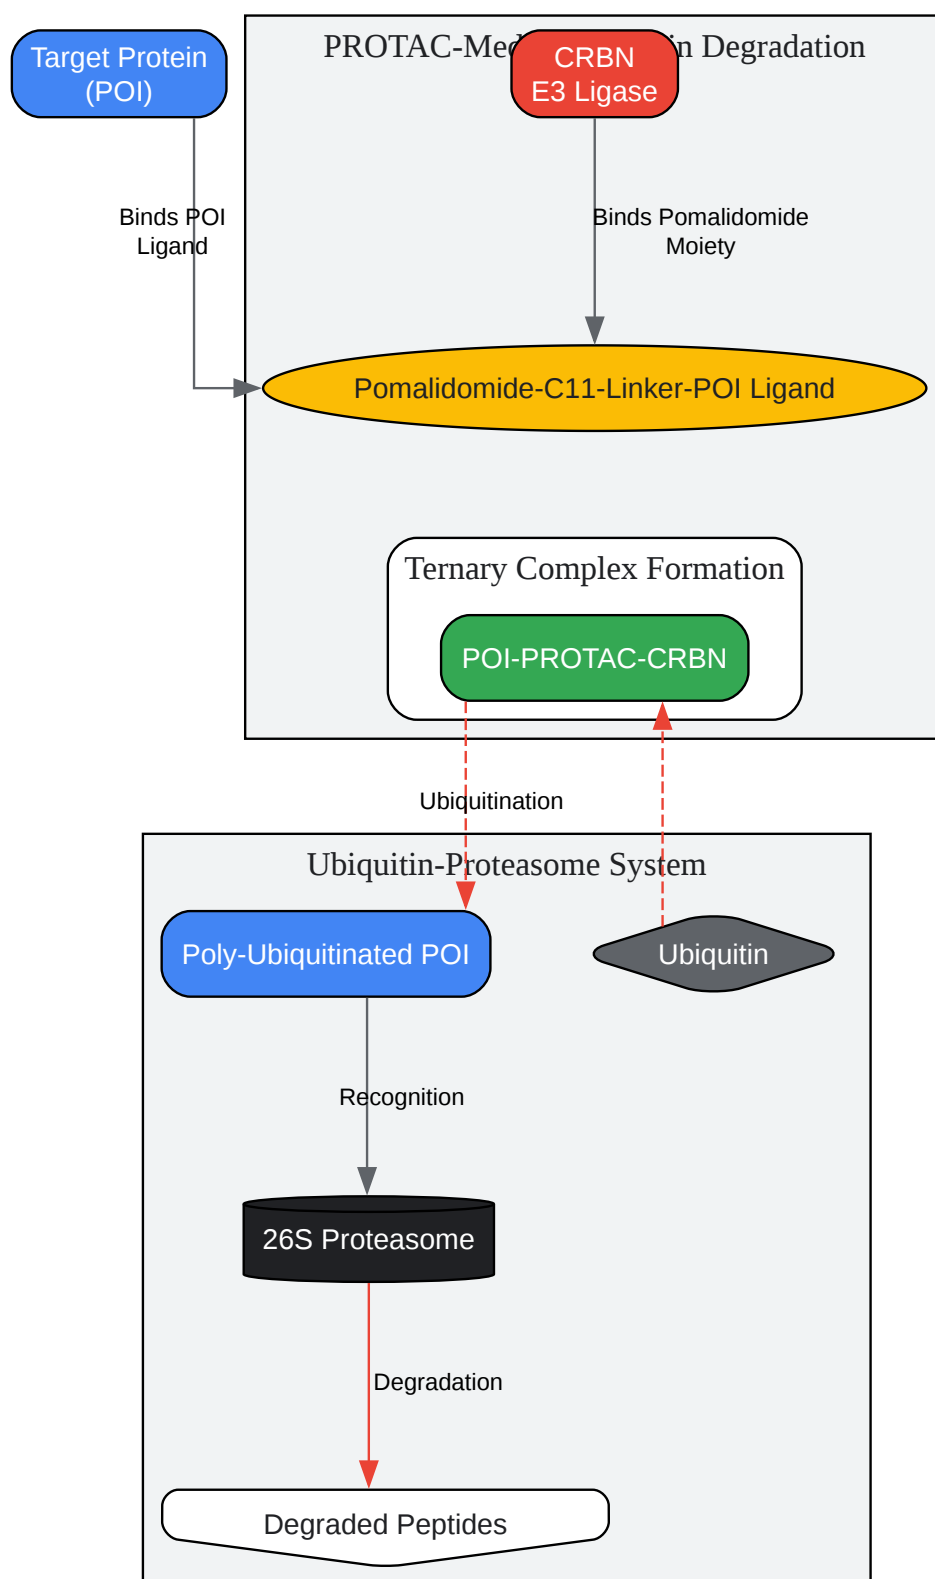 PROTAC-Med in Degradation
Target Protein
(POI)
CRBN
E3 Ligase
Binds POI
Ligand
Binds Pomalidomide
Moiety
Pomalidomide-C11-Linker-POI Ligand
Ternary Complex Formation
POI-PROTAC-CRBN
Ubiquitination
Ubiquitin-Proteasome System
Poly-Ubiquitinated POI
Ubiquitin
Recognition
26S Proteasome
Degradation
Degraded Peptides